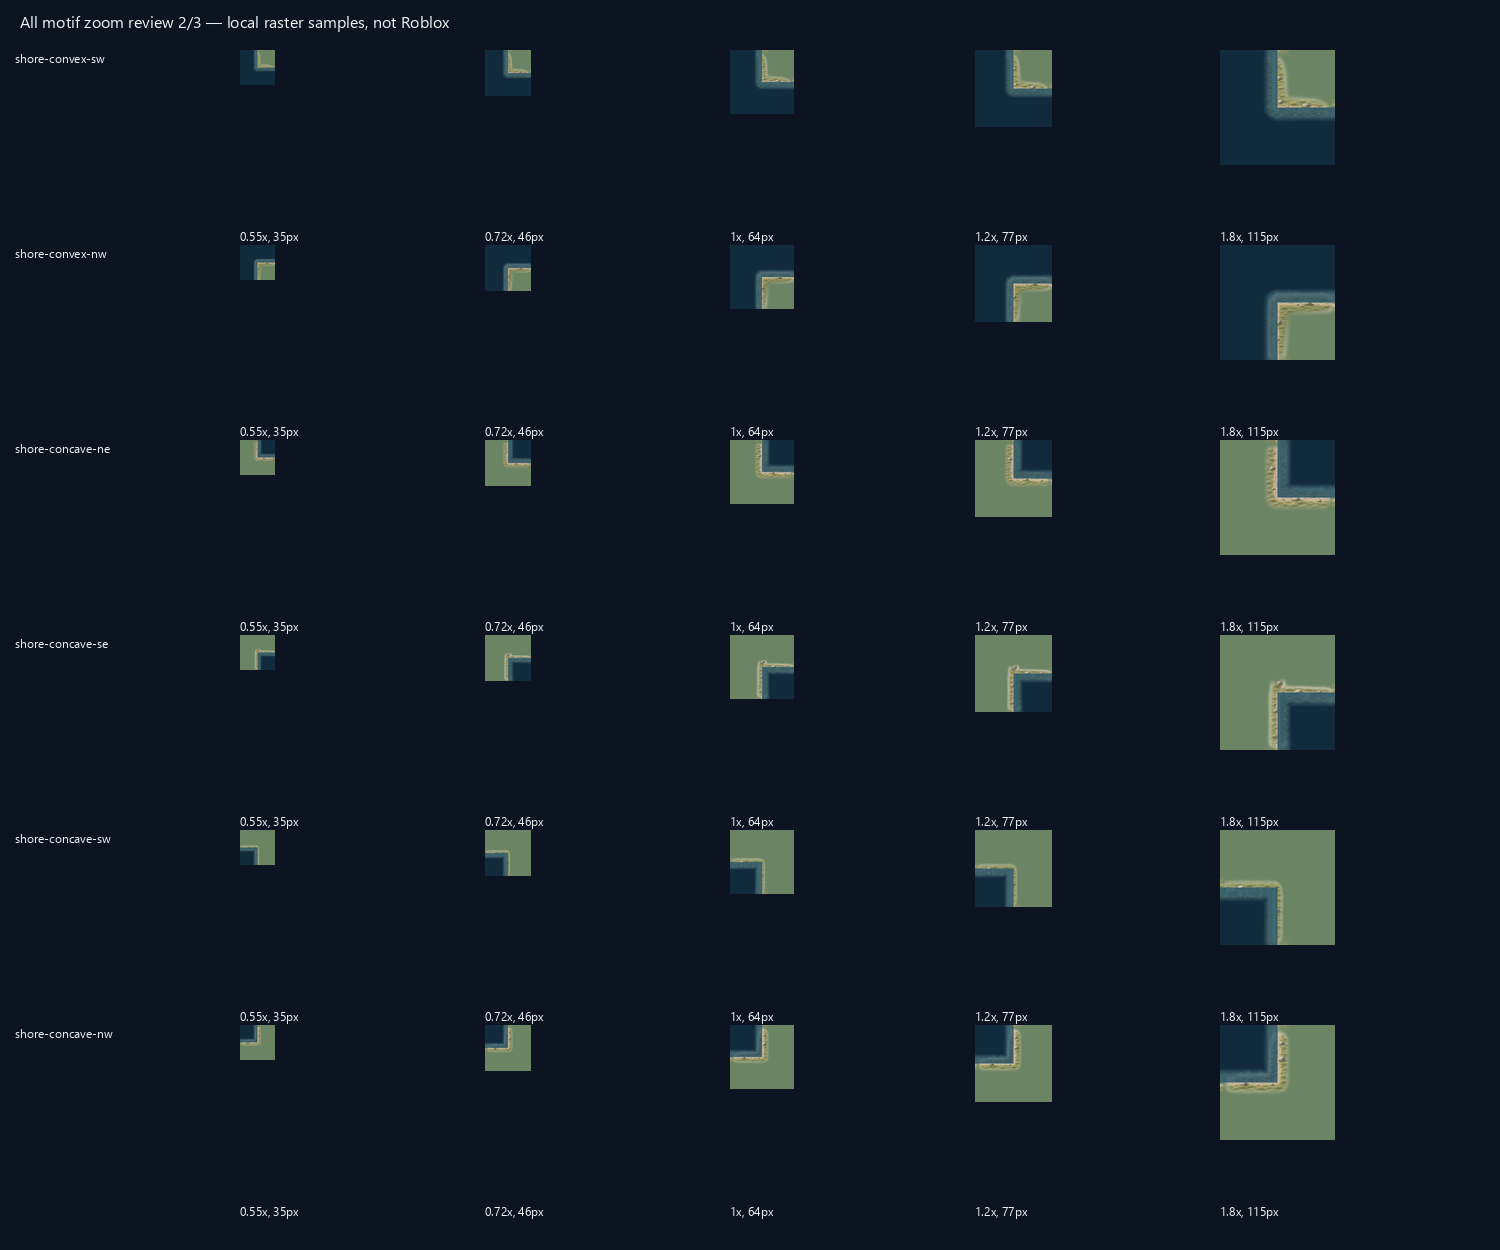 All motif zoom review 2/3 — local raster samples, not Roblox
shore-convex-sw
0.55x, 35px 0.72x, 46px 1x, 64px 1.2x, 77px 1.8x, 115px
shore-convex-nw
0.55x, 35px 0.72x, 46px 1x, 64px 1.2x, 77px 1.8x, 115px
shore-concave-ne
0.55x, 35px 0.72x, 46px 1x, 64px 1.2x, 77px 1.8x, 115px
shore-concave-se
0.55x, 35px 0.72x, 46px 1x, 64px 1.2x, 77px 1.8x, 115px
shore-concave-sw
0.55x, 35px 0.72x, 46px 1x, 64px 1.2x, 77px 1.8x, 115px
shore-concave-nw
0.55x, 35px 0.72x, 46px 1x, 64px 1.2x, 77px 1.8x, 115px